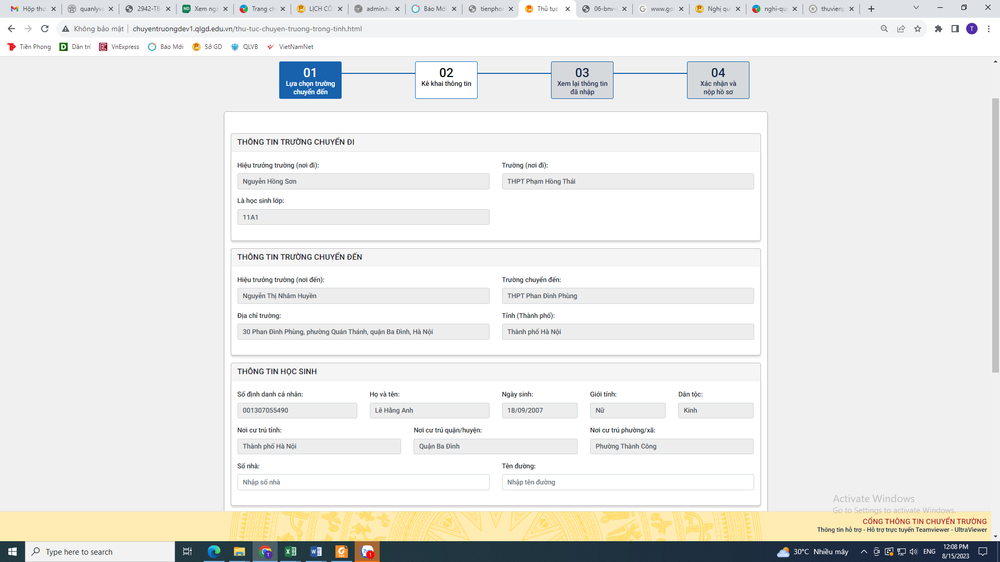 Hộp thư
quanlyva
2942-TB
Xem ngà
Trang ch
LỊCH CÔ
admin.ha
Báo Mới
tienphon
Thủ tục
06-bnv-
www.goo
Nghị quy
nghi-quy
thuvienp
Không bảo mật
chuyentruongdev1.qlgd.edu.vn/thu-tuc-chuyen-truong-trong-tinh.html
T
Tiền Phong
Dân trí
VnExpress
Báo Mới
Sở GD
QLVB
VietNamNet
01
Lựa chọn trường
chuyển đến
02
Kê khai thông tin
03
Xem lại thông tin
đã nhập
04
Xác nhận và
nộp hồ sơ
THÔNG TIN TRƯỜNG CHUYỂN ĐI
Hiệu trưởng trường (nơi đi):
Trường (nơi đi):
Nguyễn Hồng Sơn
THPT Phạm Hồng Thái
Là học sinh lớp:
11A1
THÔNG TIN TRƯỜNG CHUYỂN ĐẾN
Hiệu trưởng trường (nơi đến):
Trường chuyển đến:
Nguyễn Thị Nhâm Huyền
THPT Phan Đình Phùng
Địa chỉ trường:
Tỉnh (Thành phố):
30 Phan Đình Phùng, phường Quán Thánh, quận Ba Đình, Hà Nội
Thành phố Hà Nội
THÔNG TIN HỌC SINH
Số định danh cá nhân:
Họ và tên:
Ngày sinh:
Giới tính:
Dân tộc:
001307055490
Lê Hằng Anh
18/09/2007
Nữ
Kinh
Nơi cư trú tỉnh:
Nơi cư trú quận/huyện:
Nơi cư trú phường/xã:
Thành phố Hà Nội
Quận Ba Đình
Phường Thành Công
Số nhà:
Tên đường:
Nhập số nhà
Nhập tên đường
Activate Windows
Go to Settings to activate Windows.
CỔNG THÔNG TIN CHUYỂN TRƯỜNG
Thông tin hỗ trợ - Hỗ trợ trực tuyến Teamviewer - UltraViewer
Type here to search
30°C Nhiều mây
ENG
12:08 PM
8/15/2023